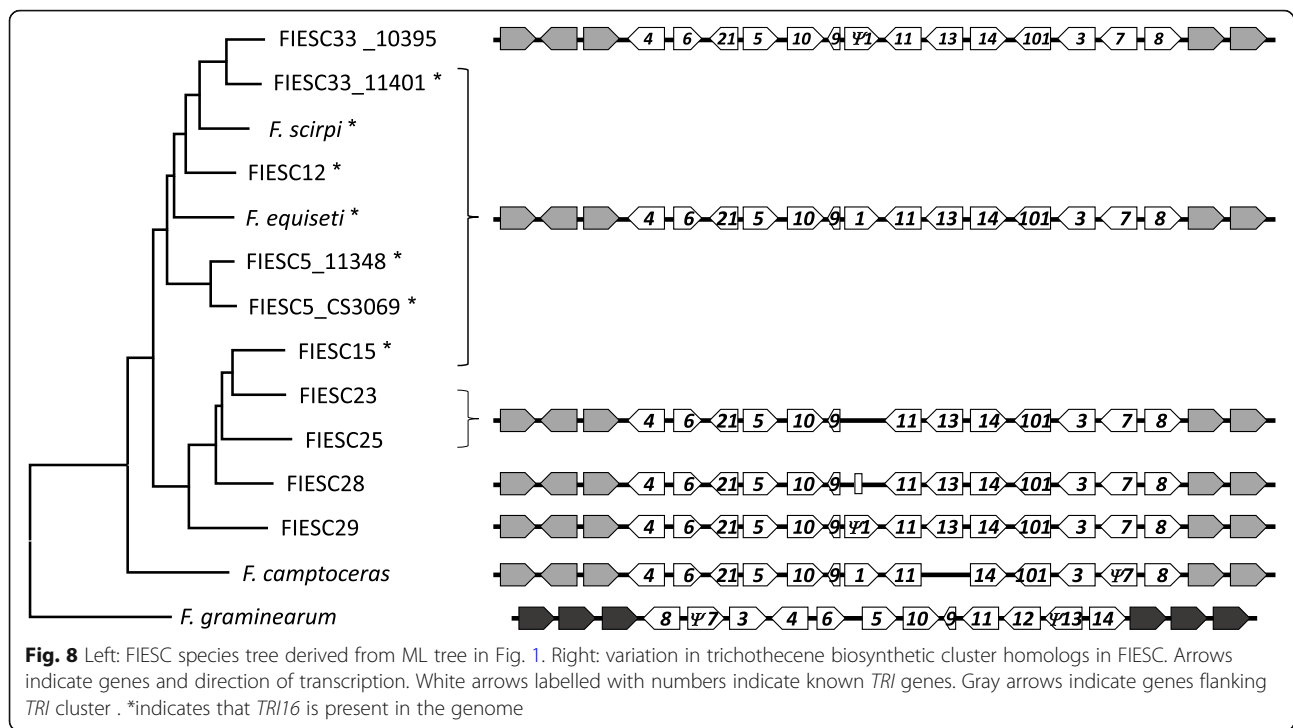 FIESC33 _10395 4 6 21 5 10 9 Ψ1 11 13 14 101 3 7 8
FIESC33_11401 *
F. scirpi *
FIESC12 *
F. equiseti * 4 6 21 5 10 9 1 11 13 14 101 3 7 8
FIESC5_11348 *
FIESC5_CS3069 *
FIESC15 *
FIESC23
4 6 21 5 10 9 11 13 14 101 3 7 8
FIESC25
FIESC28 4 6 21 5 10 9 11 13 14 101 3 7 8
FIESC29 4 6 21 5 10 9 Ψ1 11 13 14 101 3 7 8
F. camptoceras 4 6 21 5 10 9 1 11 14 101 3 Ψ7 8
F. graminearum 8 Ψ7 3 4 6 5 10 9 11 12 Ψ13 14
Fig. 8 Left: FIESC species tree derived from ML tree in Fig. 1. Right: variation in trichothecene biosynthetic cluster homologs in FIESC. Arrows
indicate genes and direction of transcription. White arrows labelled with numbers indicate known TRI genes. Gray arrows indicate genes flanking
TRI cluster . *indicates that TRI16 is present in the genome